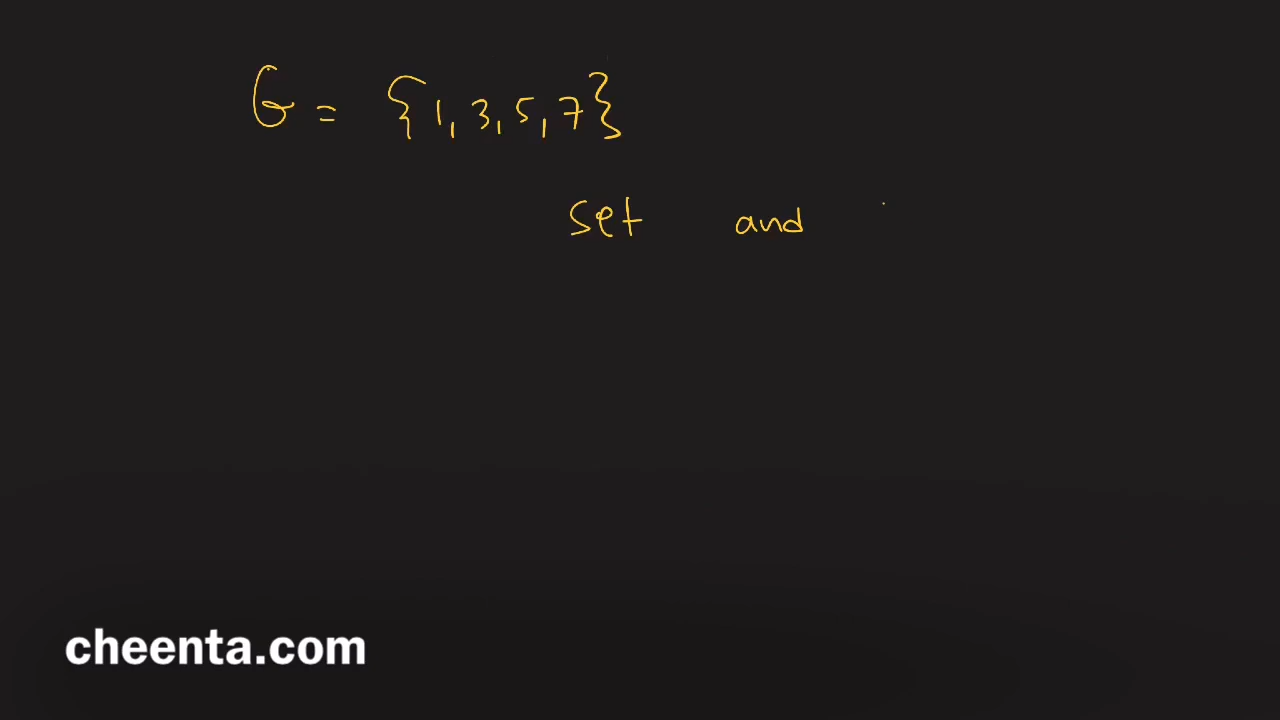 G = {1, 3, 5, 7}
set and
cheenta.com